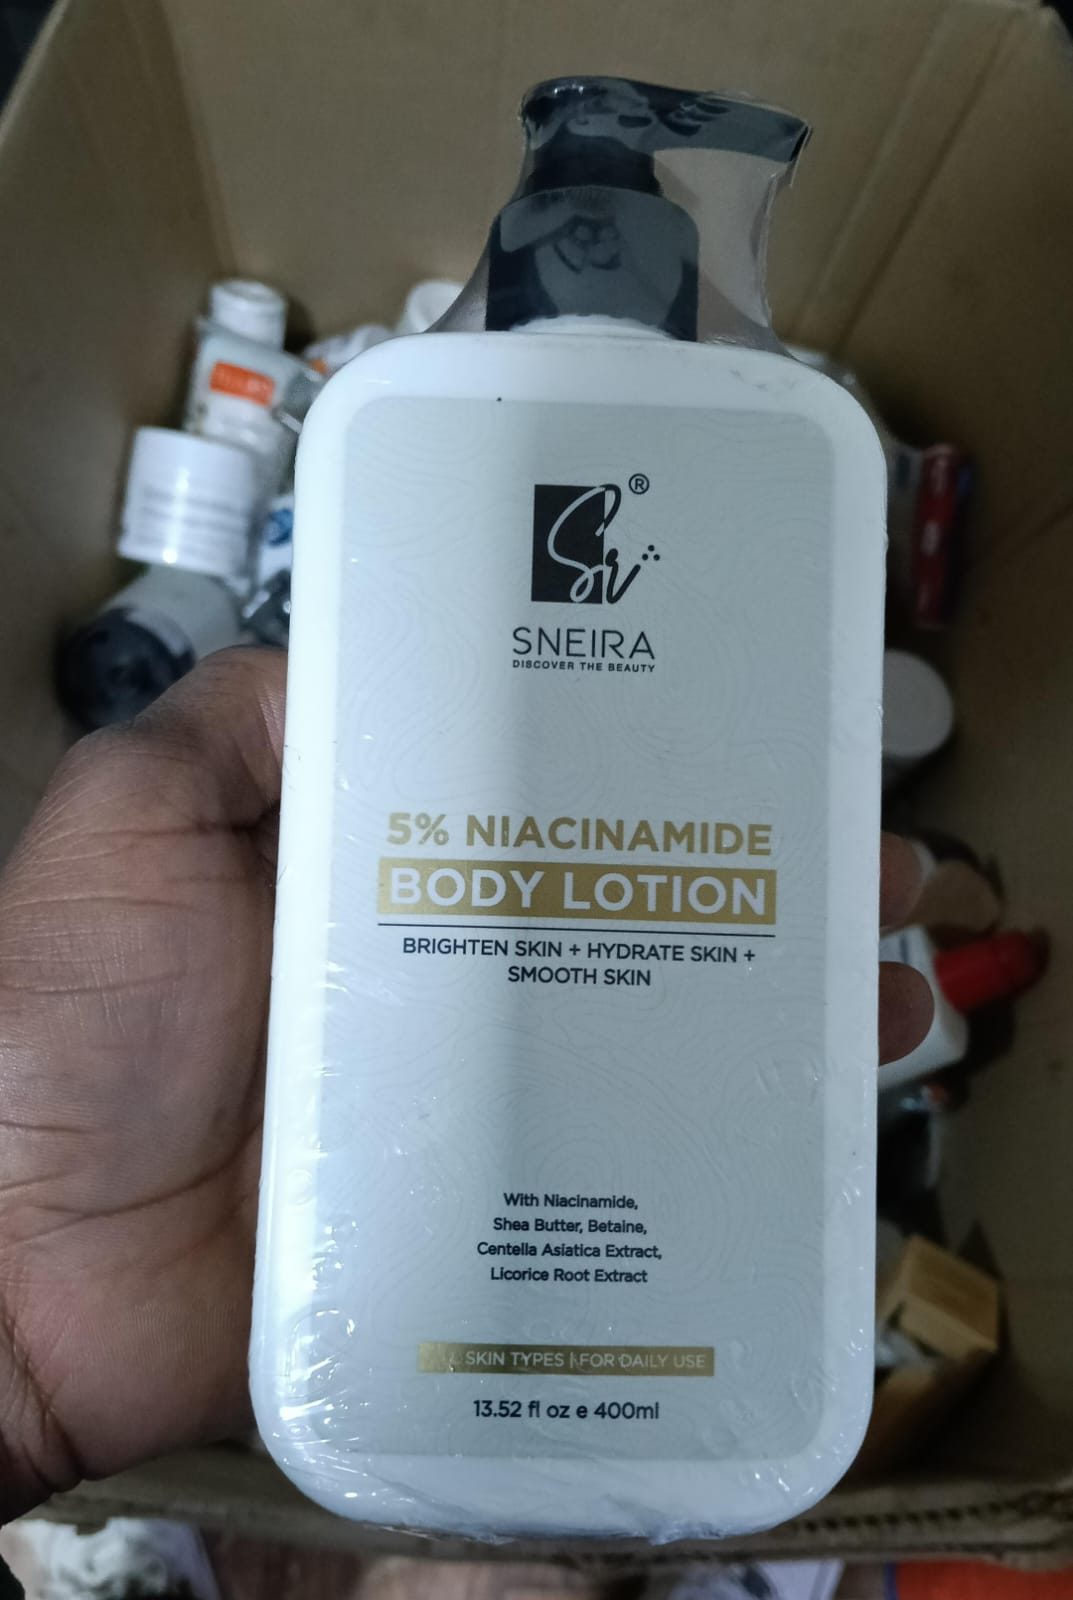 Sr
®
SNEIRA
DISCOVER THE BEAUTY
5% NIACINAMIDE
BODY LOTION
BRIGHTEN SKIN + HYDRATE SKIN +
SMOOTH SKIN
With Niacinamide,
Shea Butter, Betaine,
Centella Asiatica Extract,
Licorice Root Extract
SKIN TYPES | FOR DAILY USE
13.52 fl oz e 400ml